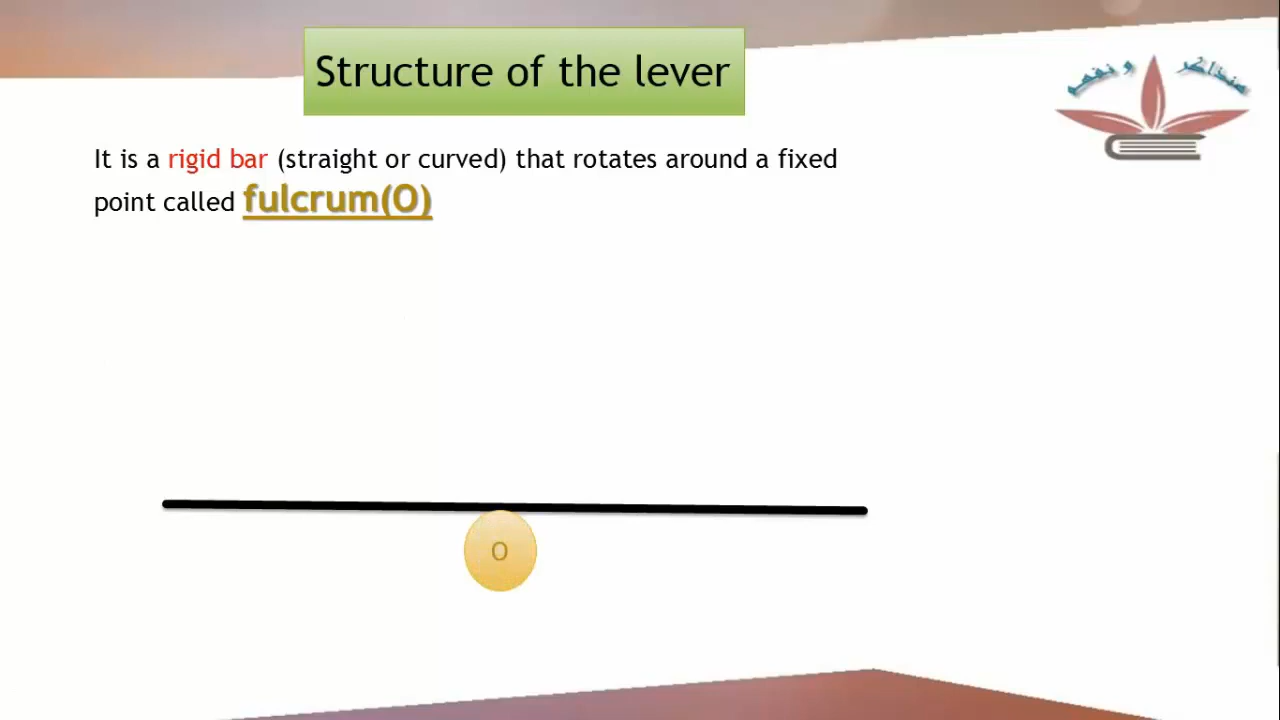 Structure of the lever
It is a rigid bar (straight or curved) that rotates around a fixed
point called fulcrum(O)
O